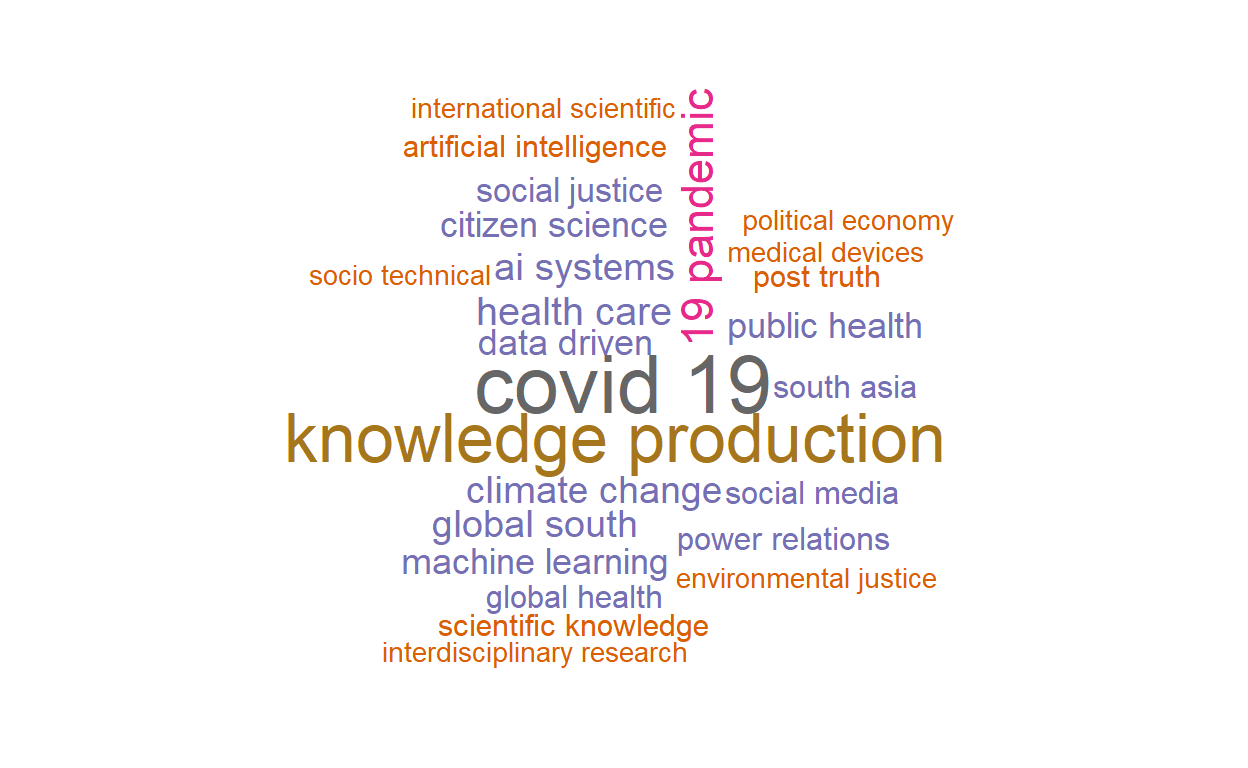 international scientific
artificial intelligence
19 pandemic
social justice
citizen science
political economy
medical devices
ai systems
socio technical
post truth
health care
public health
data driven
covid 19
south asia
knowledge production
climate change
social media
global south
power relations
machine learning
environmental justice
global health
scientific knowledge
interdisciplinary research